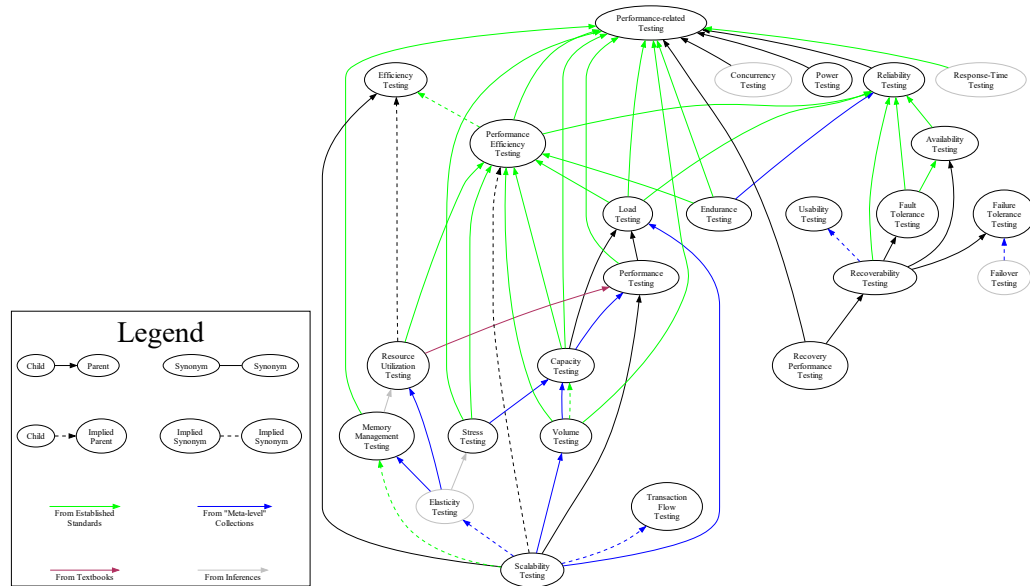 Performance-related
Testing
Efficiency
Testing
Concurrency
Testing
Power
Testing
Reliability
Testing
Response-Time
Testing
Performance
Efficiency
Testing
Availability
Testing
Load
Testing
Endurance
Testing
Usability
Testing
Fault
Tolerance
Testing
Failure
Tolerance
Testing
Performance
Testing
Recoverability
Testing
Failover
Testing
Legend
Child
Parent
Synonym
Synonym
Resource
Utilization
Testing
Capacity
Testing
Recovery
Performance
Testing
Child
Implied
Parent
Implied
Synonym
Implied
Synonym
Memory
Management
Testing
Stress
Testing
Volume
Testing
From Established
Standards
From "Meta-level"
Collections
Elasticity
Testing
Transaction
Flow
Testing
From Textbooks
From Inferences
Scalability
Testing